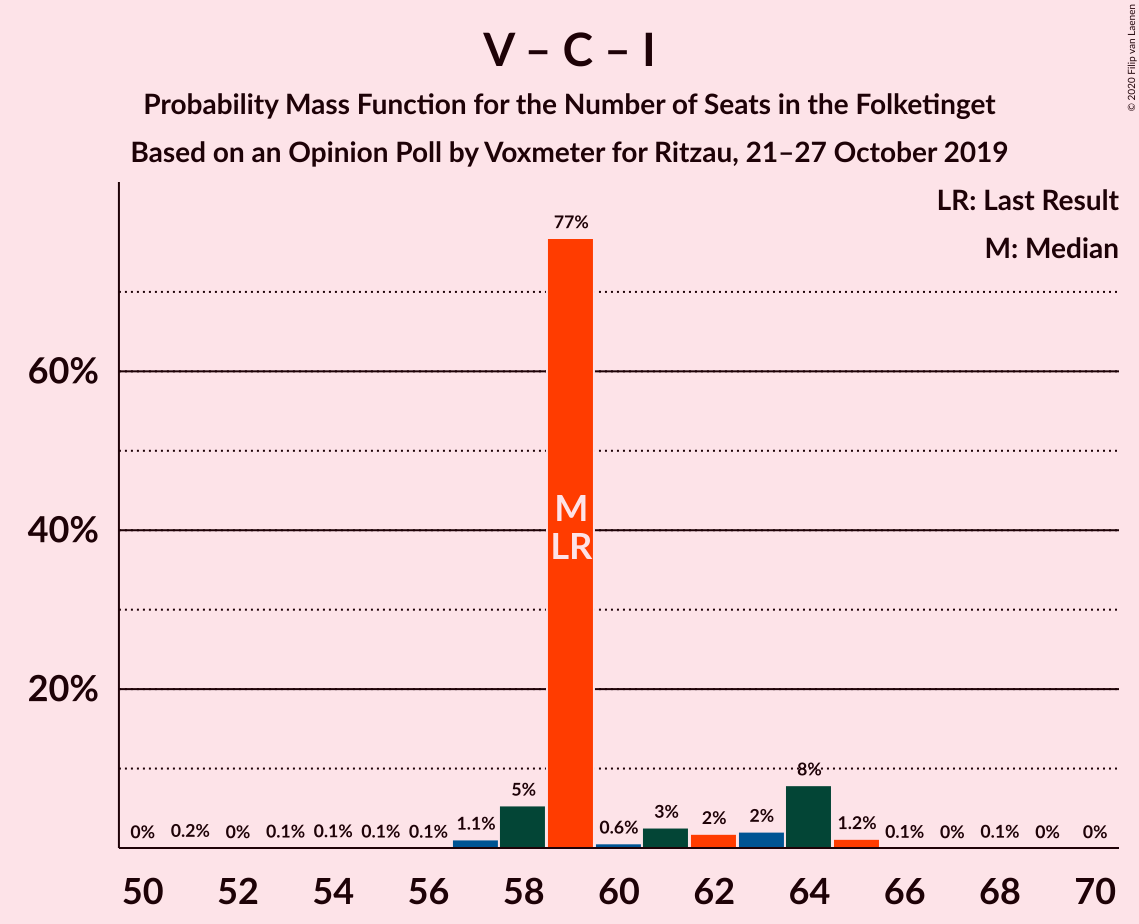 V – C – I
Probability Mass Function for the Number of Seats in the Folketinget
Based on an Opinion Poll by Voxmeter for Ritzau, 21–27 October 2019
© 2020 Filip van Laenen
LR: Last Result
M: Median
60%
40%
20%
0%
0.2%
0%
0.1%
0.1%
0.1%
0.1%
1.1%
5%
77%
0.6%
3%
2%
2%
8%
1.2%
0.1%
0%
0.1%
0%
0%
M
LR
50 52 54 56 58 60 62 64 66 68 70